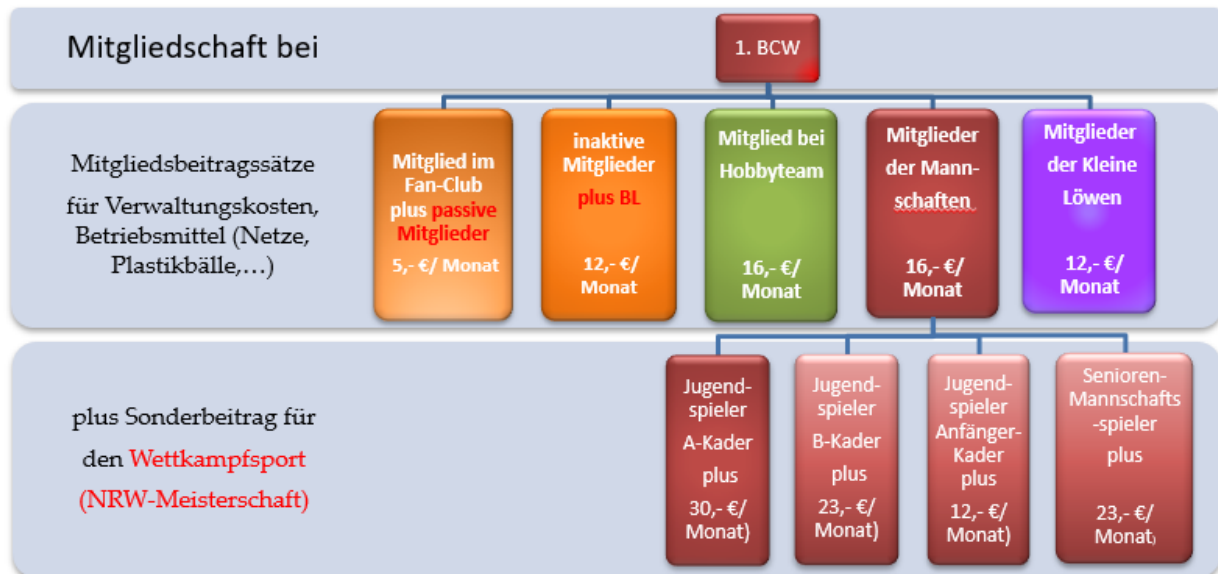 Mitgliedschaft bei
1. BCW
Mitgliedsbeitragssätze
für Verwaltungskosten,
Betriebsmittel (Netze,
Plastikbälle,…)
Mitglied im
Fan-Club
plus passive
Mitglieder
5,- €/ Monat
inaktive
Mitglieder
plus BL
12,- €/
Monat
Mitglied bei
Hobbyteam
16,- €/
Monat
Mitglieder
der Mann-
schaften
16,- €/
Monat
Mitglieder
der Kleine
Löwen
12,- €/
Monat
plus Sonderbeitrag für
den Wettkampfsport
(NRW-Meisterschaft)
Jugend-
spieler
A-Kader
plus
30,- €/
Monat)
Jugend-
spieler
B-Kader
plus
23,- €/
Monat)
Jugend-
spieler
Anfänger-
Kader
plus
12,- €/
Monat)
Senioren-
Mannschafts
-spieler
plus
23,- €/
Monat)